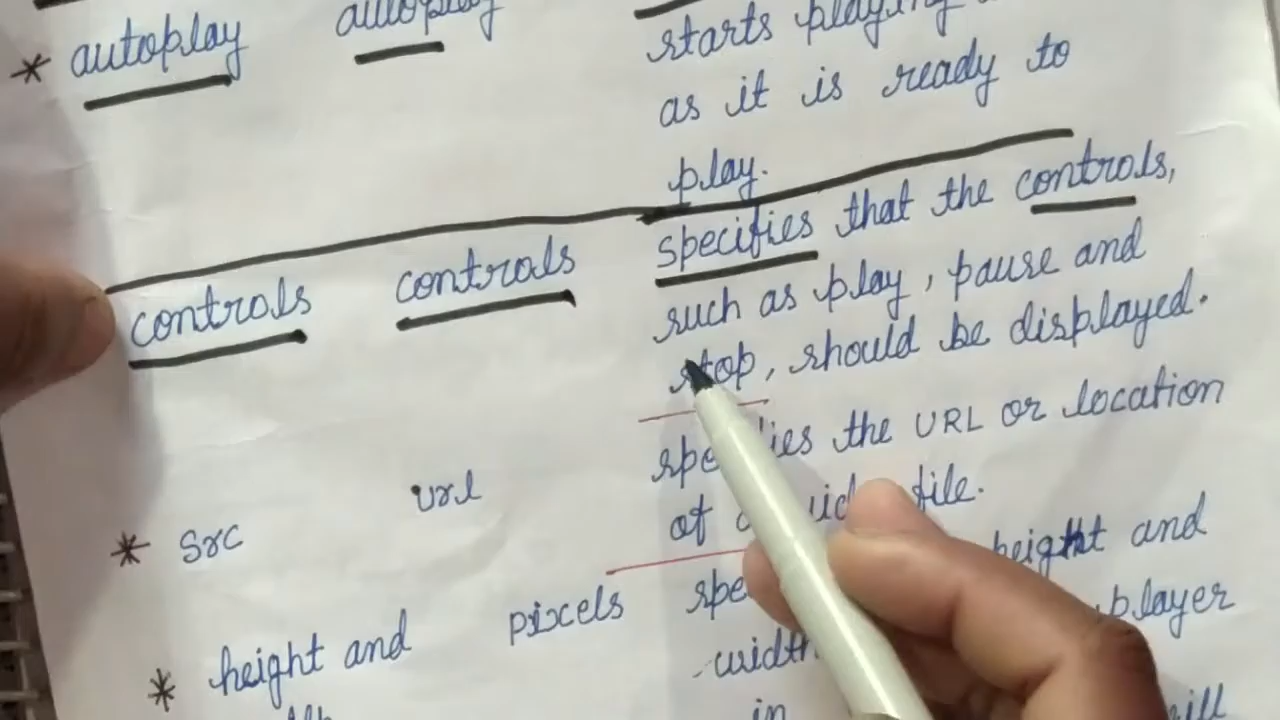 * autoplay autoplay starts playing
as it is ready to
play.
controls controls specifies that the controls,
such as play, pause and
stop, should be displayed.
* src url the URL or location
of file.
* height and pixels height and
width player
in